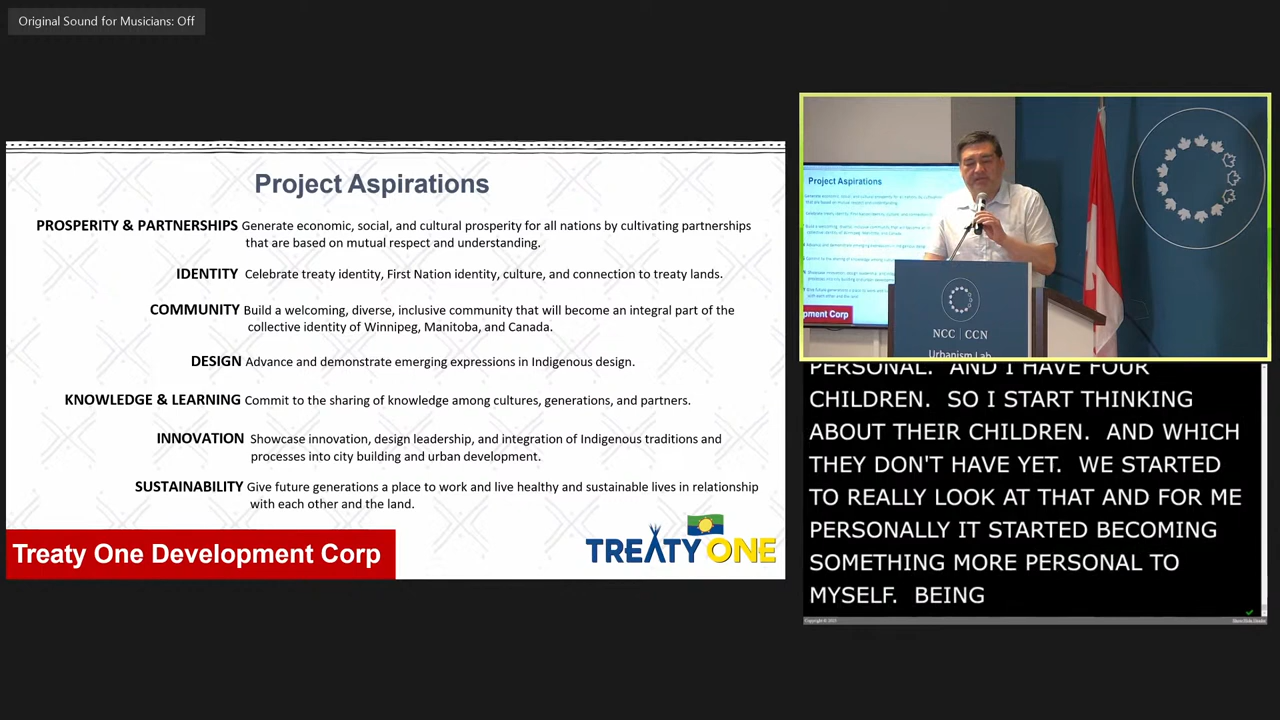 Original Sound for Musicians: Off
Project Aspirations
PROSPERITY & PARTNERSHIPS Generate economic, social, and cultural prosperity for all nations by cultivating partnerships
that are based on mutual respect and understanding.
IDENTITY Celebrate treaty identity, First Nation identity, culture, and connection to treaty lands.
COMMUNITY Build a welcoming, diverse, inclusive community that will become an integral part of the
collective identity of Winnipeg, Manitoba, and Canada.
DESIGN Advance and demonstrate emerging expressions in Indigenous design.
KNOWLEDGE & LEARNING Commit to the sharing of knowledge among cultures, generations, and partners.
INNOVATION Showcase innovation, design leadership, and integration of Indigenous traditions and
processes into city building and urban development.
SUSTAINABILITY Give future generations a place to work and live healthy and sustainable lives in relationship
with each other and the land.
Treaty One Development Corp
TREATY ONE
Project Aspirations
pment Corp
NCC | CCN
Urbanism Lab
PERSONAL. AND I HAVE FOUR
CHILDREN. SO I START THINKING
ABOUT THEIR CHILDREN. AND WHICH
THEY DON'T HAVE YET. WE STARTED
TO REALLY LOOK AT THAT AND FOR ME
PERSONALLY IT STARTED BECOMING
SOMETHING MORE PERSONAL TO
MYSELF. BEING